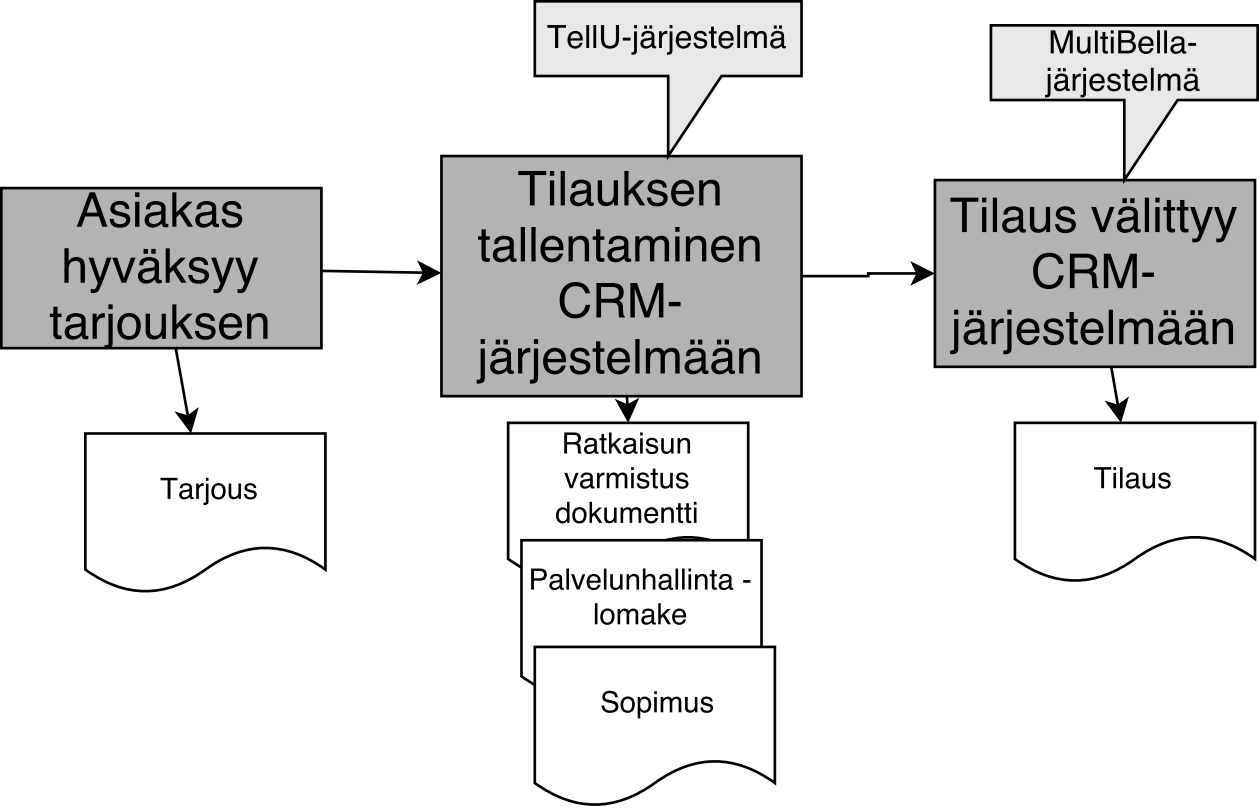 TellU-järjestelmä
MultiBella-
järjestelmä
Asiakas
hyväksyy
tarjouksen
Tilauksen
tallentaminen
CRM-
järjestelmään
Tilaus välittyy
CRM-
järjestelmään
Tarjous
Ratkaisun
varmistus
dokumentti
Palvelunhallinta -
lomake
Sopimus
Tilaus